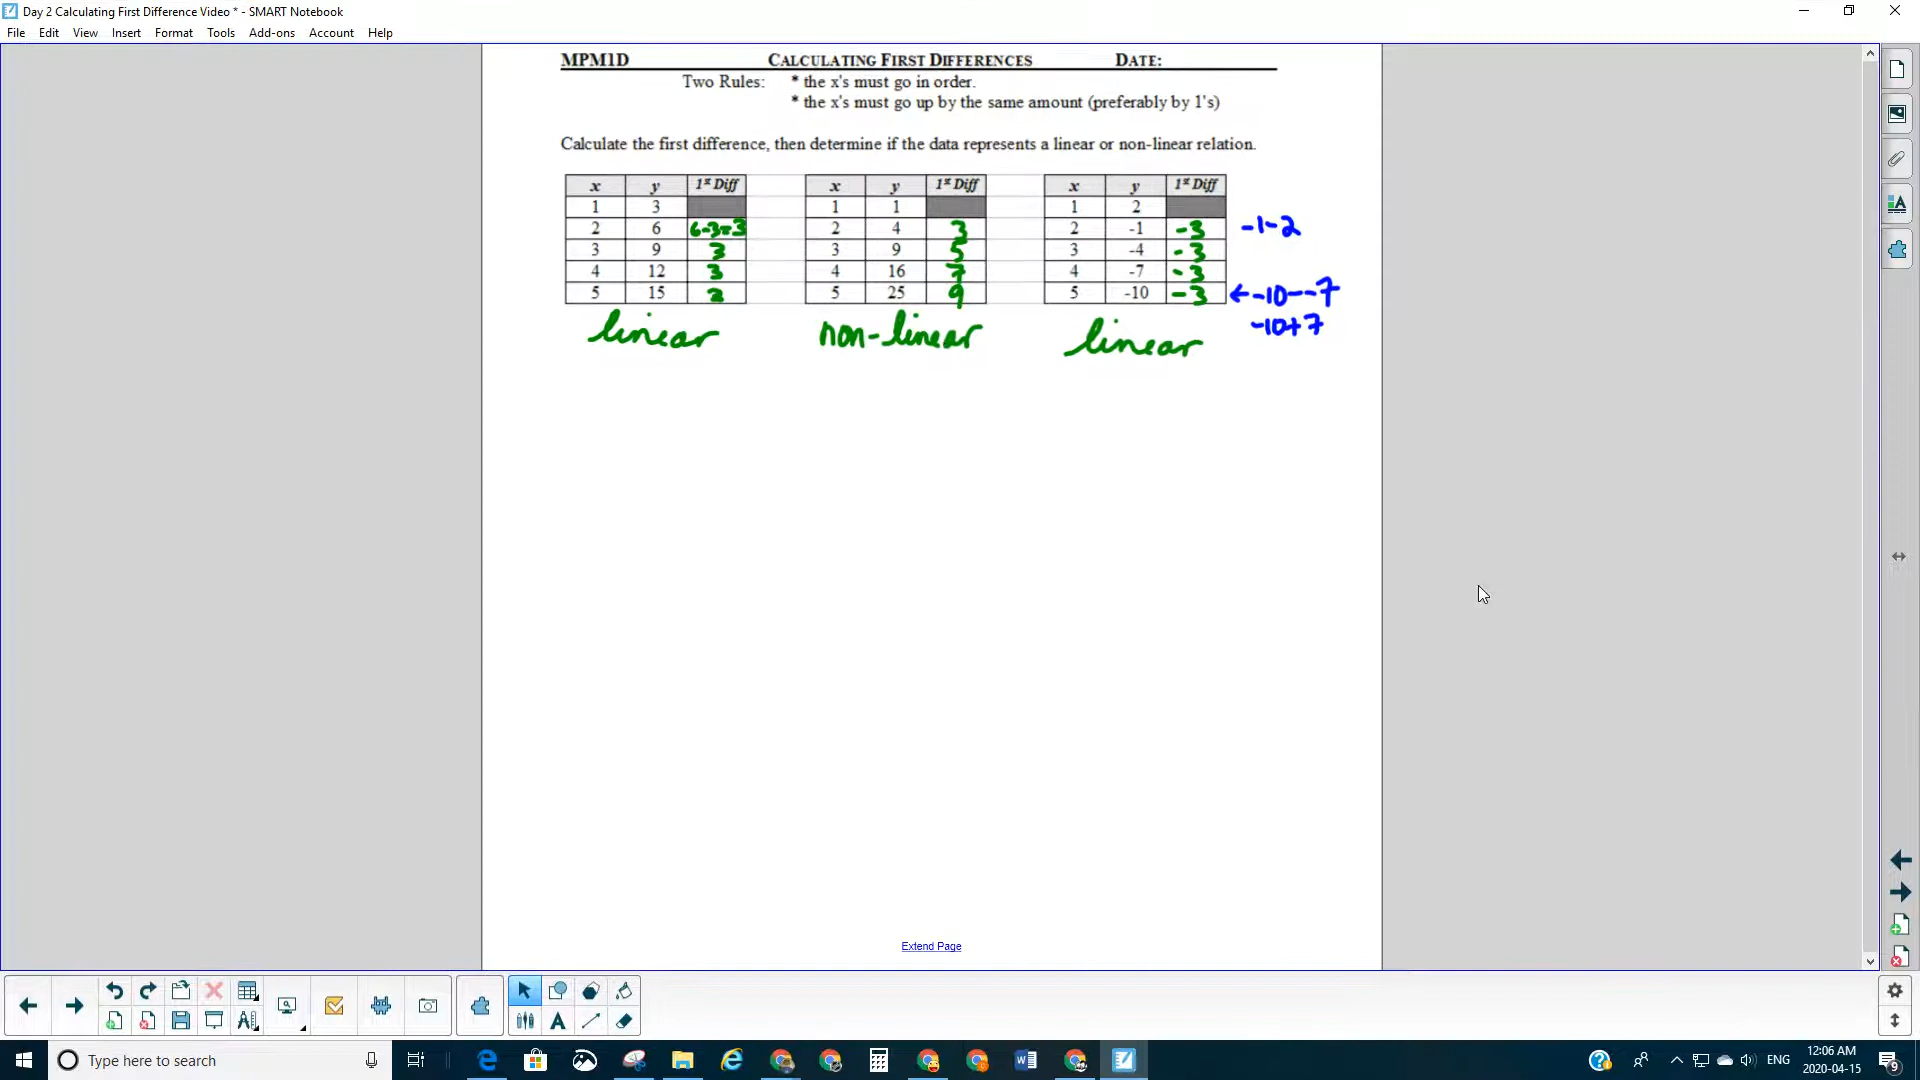 Day 2 Calculating First Difference Video * - SMART Notebook
File Edit View Insert Format Tools Add-ons Account Help
MPM1D CALCULATING FIRST DIFFERENCES DATE:
Two Rules: * the x's must go in order.
* the x's must go up by the same amount (preferably by 1's)
Calculate the first difference, then determine if the data represents a linear or non-linear relation.
x y 1st Diff x y 1st Diff x y 1st Diff
1 3 1 1 1 2
2 6 6-3=3 2 4 3 2 -1 -3 -1-2
3 9 3 3 9 5 3 -4 -3
4 12 3 4 16 7 4 -7 -3
5 15 2 5 25 9 5 -10 -3 ←-10--7
-10+7
linear non-linear linear
Extend Page
A
Type here to search
ENG
12:06 AM
2020-04-15
9